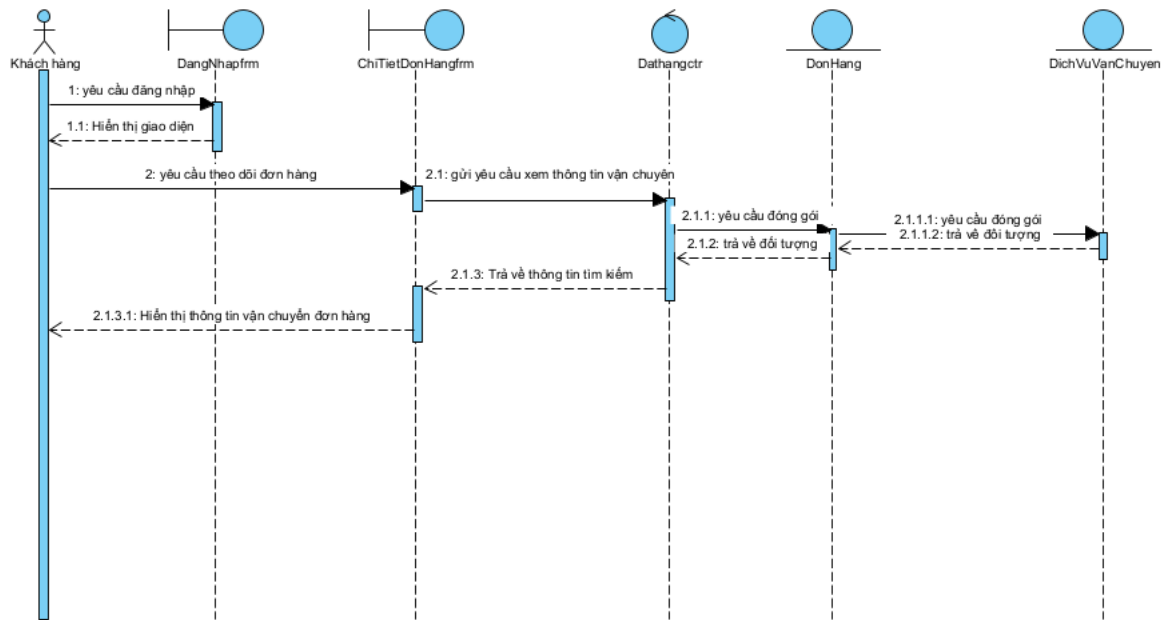 Khách hàng
DangNhapfrm
ChiTietDonHangfrm
Dathangctr
DonHang
DichVuVanChuyen
1: yêu cầu đăng nhập
1.1: Hiển thị giao diện
2: yêu cầu theo dõi đơn hàng
2.1: gửi yêu cầu xem thông tin vận chuyên
2.1.1: yêu cầu đóng gói
2.1.1.1: yêu cầu đóng gói
2.1.1.2: trả về đôi tượng
2.1.2: trả về đối tượng
2.1.3: Trả về thông tin tìm kiếm
2.1.3.1: Hiển thị thông tin vận chuyển đơn hàng